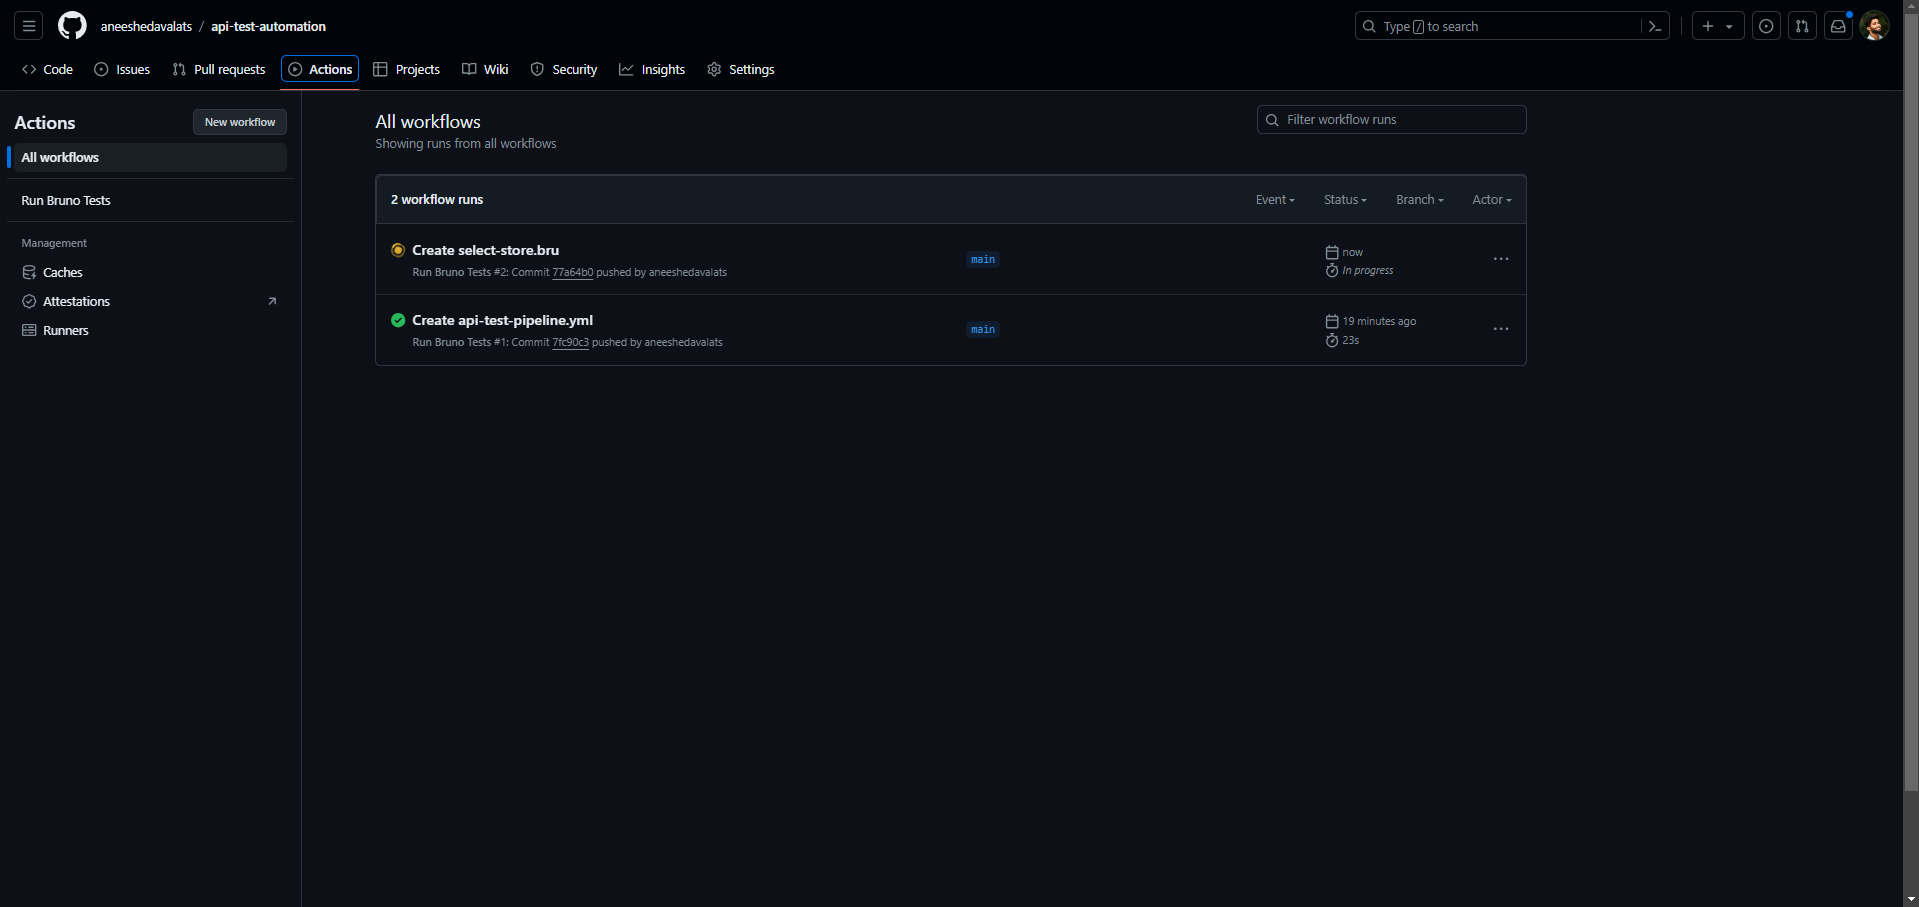 aneeshedavalats / api-test-automation
Type / to search
Code Issues Pull requests Actions Projects Wiki Security Insights Settings
Actions
New workflow
All workflows
Run Bruno Tests
Management
Caches
Attestations
Runners
All workflows
Showing runs from all workflows
Filter workflow runs
2 workflow runs
Event Status Branch Actor
Create select-store.bru
Run Bruno Tests #2: Commit 77a64b0 pushed by aneeshedavalats
main
now
In progress
Create api-test-pipeline.yml
Run Bruno Tests #1: Commit 7fc90c3 pushed by aneeshedavalats
main
19 minutes ago
23s